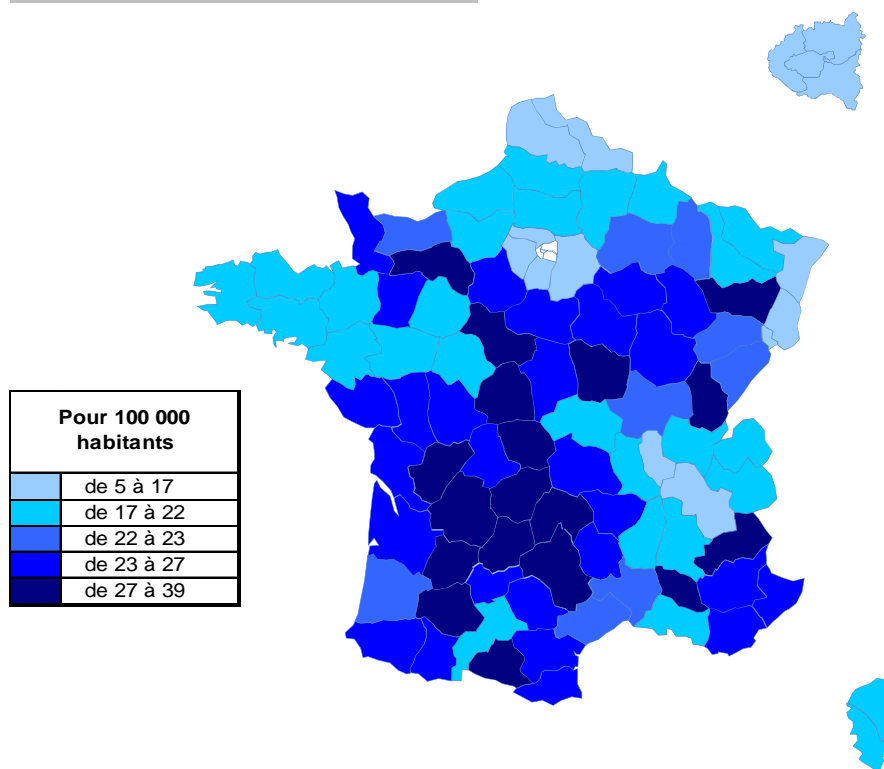 Pour 100 000
habitants
de 5 à 17
de 17 à 22
de 22 à 23
de 23 à 27
de 27 à 39